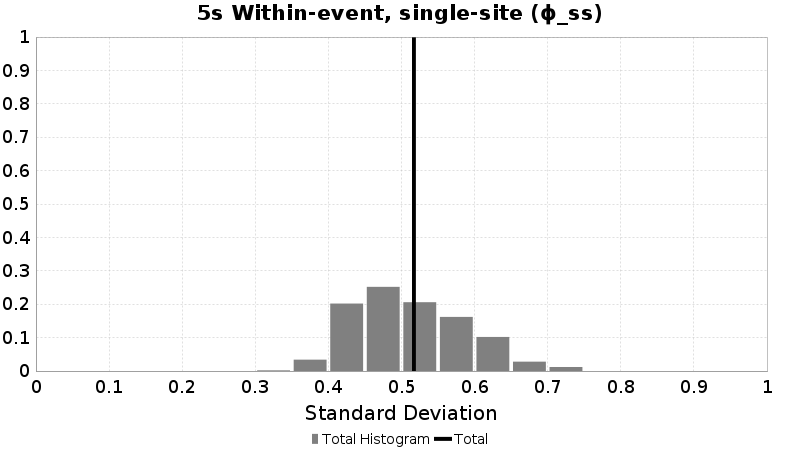 5s Within-event, single-site (ϕ_ss)
1
0.9
0.8
0.7
0.6
0.5
0.4
0.3
0.2
0.1
0
0 0.1 0.2 0.3 0.4 0.5 0.6 0.7 0.8 0.9 1
Standard Deviation
Total Histogram Total